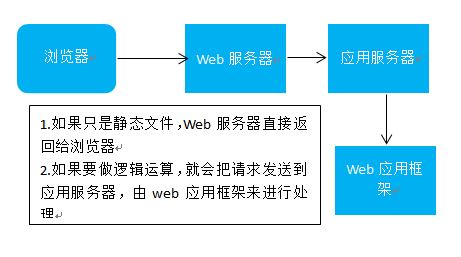 浏览器
Web 服务器
应用服务器
1.如果只是静态文件，Web 服务器直接返
回给浏览器
2.如果要做逻辑运算，就会把请求发送到
应用服务器，由 web 应用框架来进行处
理
Web 应用框
架